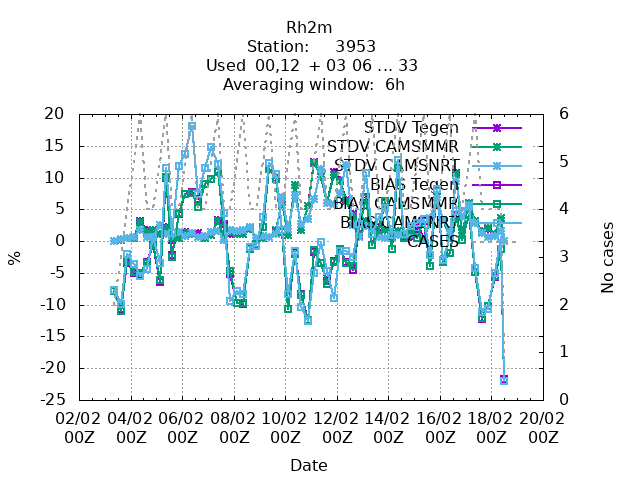 Rh2m
Station: 3953
Used 00,12 + 03 06 ... 33
Averaging window: 6h
20
15
10
5
0
-5
-10
-15
-20
-25
%
6
5
4
3
2
1
0
No cases
STDV Tegen
STDV CAMSMMR
STDV CAMSNRT
BIAS Tegen
BIAS CAMSMMR
BIAS CAMSNRT
CASES
02/02 04/02 06/02 08/02 10/02 12/02 14/02 16/02 18/02 20/02
00Z 00Z 00Z 00Z 00Z 00Z 00Z 00Z 00Z 00Z
Date